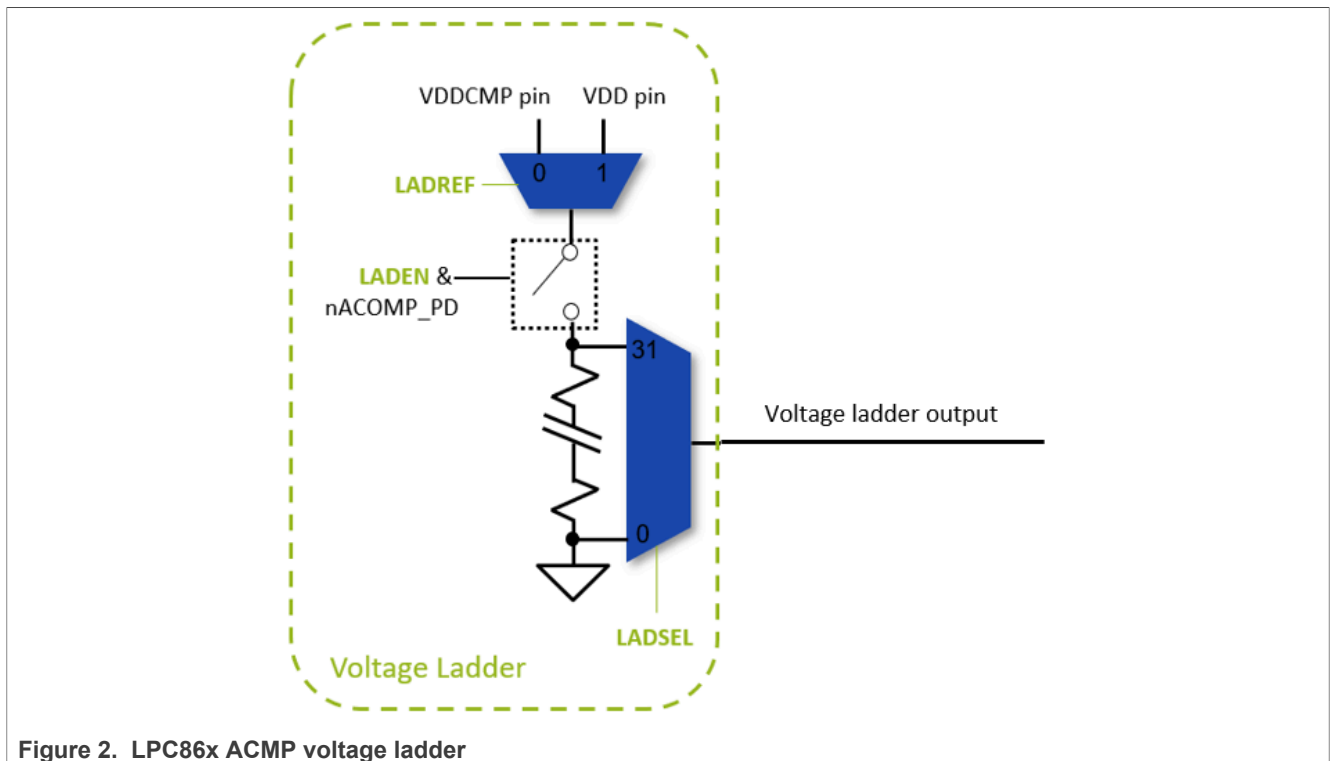 VDDCMP pin VDD pin
0 1
LADREF
LADEN &
nACOMP_PD
31
Voltage ladder output
0
LADSEL
Voltage Ladder
Figure 2. LPC86x ACMP voltage ladder